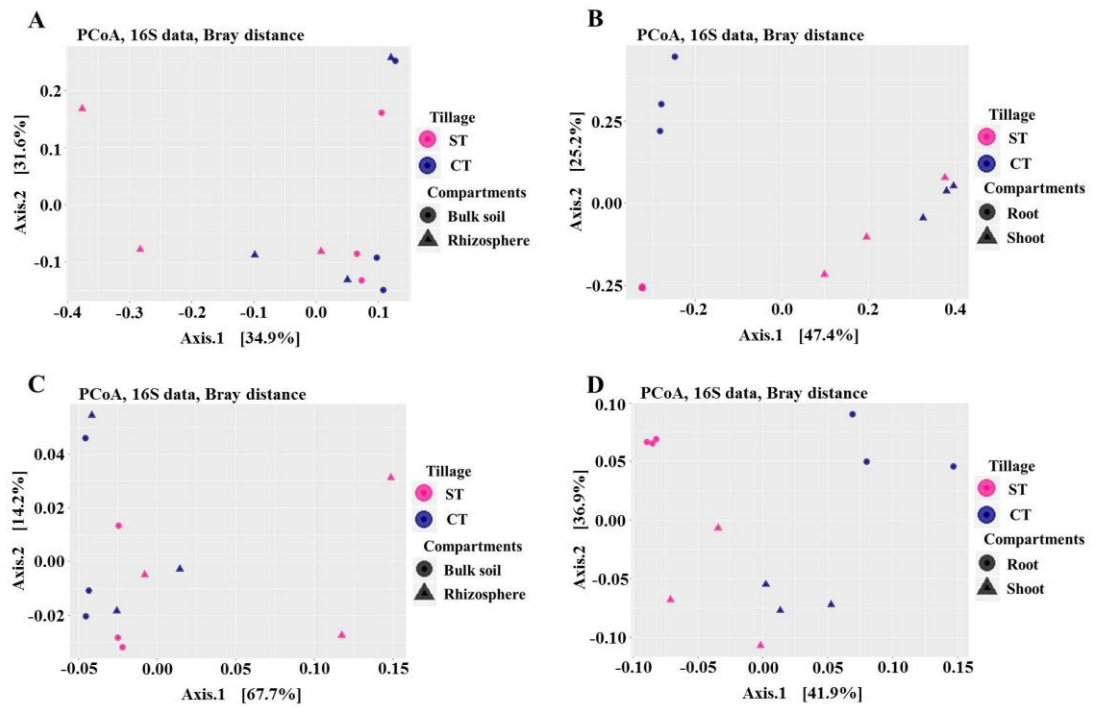 A
PCoA, 16S data, Bray distance
0.2
0.1
0.0
-0.1
Axis.2 [31.6%]
-0.4 -0.3 -0.2 -0.1 0.0 0.1
Axis.1 [34.9%]
Tillage
ST
CT
Compartments
Bulk soil
Rhizosphere
B
PCoA, 16S data, Bray distance
0.25
0.00
-0.25
Axis.2 [25.2%]
-0.2 0.0 0.2 0.4
Axis.1 [47.4%]
Tillage
ST
CT
Compartments
Root
Shoot
C
PCoA, 16S data, Bray distance
0.04
0.02
0.00
-0.02
Axis.2 [14.2%]
-0.05 0.00 0.05 0.10 0.15
Axis.1 [67.7%]
Tillage
ST
CT
Compartments
Bulk soil
Rhizosphere
D
PCoA, 16S data, Bray distance
0.10
0.05
0.00
-0.05
-0.10
Axis.2 [36.9%]
-0.10 -0.05 0.00 0.05 0.10 0.15
Axis.1 [41.9%]
Tillage
ST
CT
Compartments
Root
Shoot